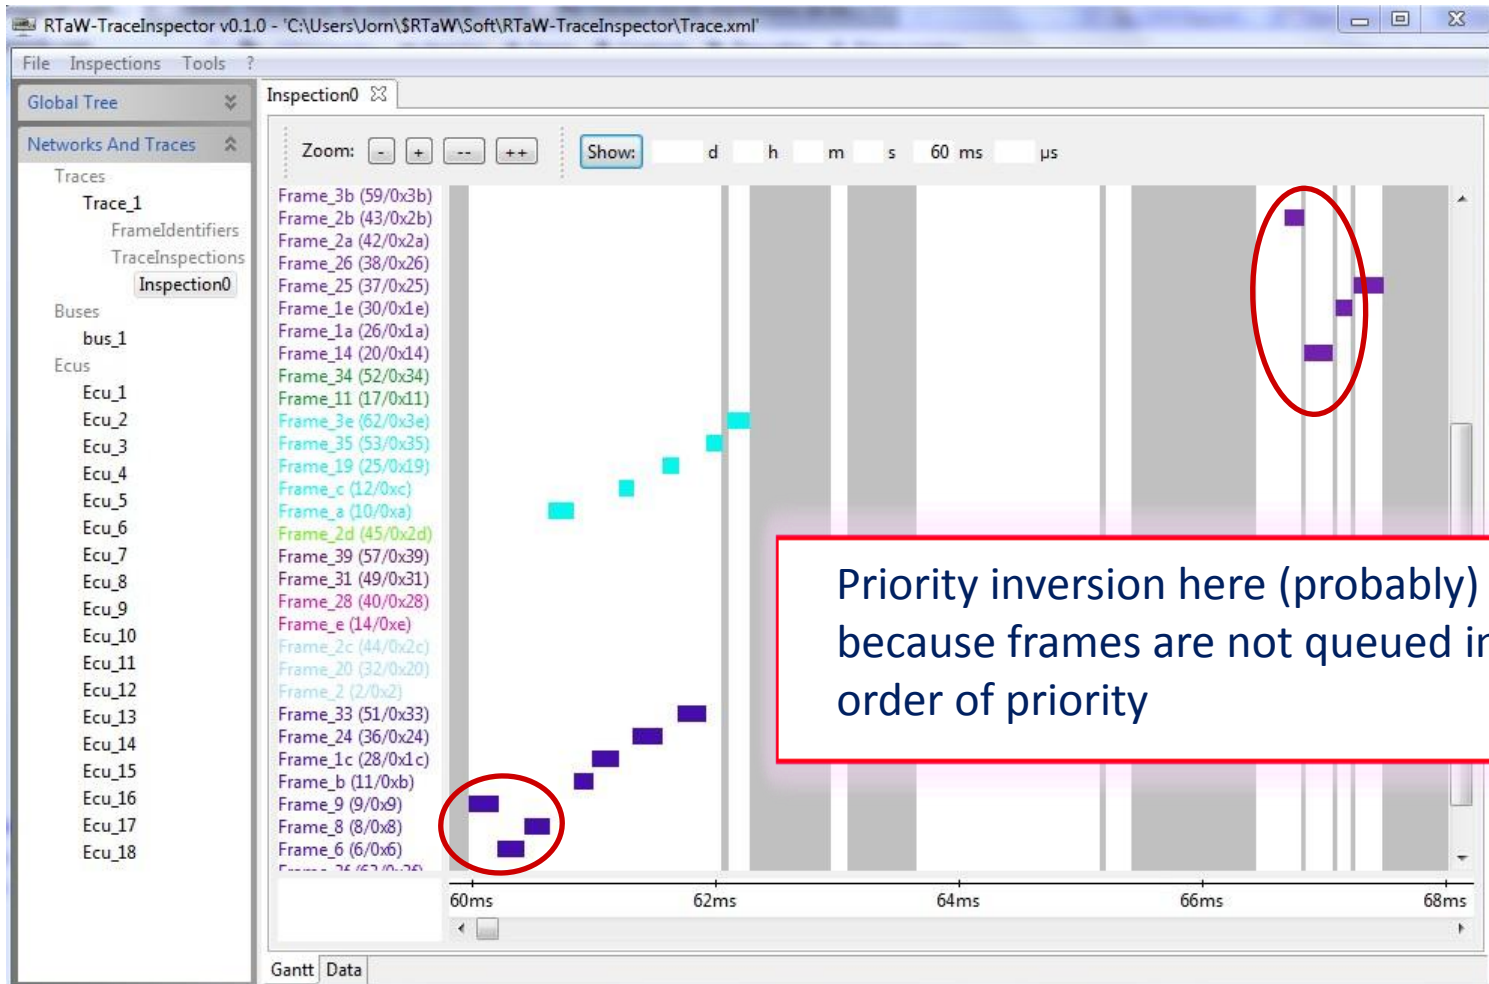 RTaW-TraceInspector v0.1.0 - 'C:\Users\Jorn\$RTaW\Soft\RTaW-TraceInspector\Trace.xml'
File Inspections Tools ?
Global Tree
Networks And Traces
Traces
Trace_1
FrameIdentifiers
TraceInspections
Inspection0
Buses
bus_1
Ecus
Ecu_1
Ecu_2
Ecu_3
Ecu_4
Ecu_5
Ecu_6
Ecu_7
Ecu_8
Ecu_9
Ecu_10
Ecu_11
Ecu_12
Ecu_13
Ecu_14
Ecu_15
Ecu_16
Ecu_17
Ecu_18
Inspection0
Zoom: - + -- ++ Show: d h m s 60 ms µs
Frame_3b (59/0x3b)
Frame_2b (43/0x2b)
Frame_2a (42/0x2a)
Frame_26 (38/0x26)
Frame_25 (37/0x25)
Frame_1e (30/0x1e)
Frame_1a (26/0x1a)
Frame_14 (20/0x14)
Frame_34 (52/0x34)
Frame_11 (17/0x11)
Frame_3e (62/0x3e)
Frame_35 (53/0x35)
Frame_19 (25/0x19)
Frame_c (12/0xc)
Frame_a (10/0xa)
Frame_2d (45/0x2d)
Frame_39 (57/0x39)
Frame_31 (49/0x31)
Frame_28 (40/0x28)
Frame_e (14/0xe)
Frame_2c (44/0x2c)
Frame_20 (32/0x20)
Frame_2 (2/0x2)
Frame_33 (51/0x33)
Frame_24 (36/0x24)
Frame_1c (28/0x1c)
Frame_b (11/0xb)
Frame_9 (9/0x9)
Frame_8 (8/0x8)
Frame_6 (6/0x6)
Priority inversion here (probably)
because frames are not queued in
order of priority
60ms 62ms 64ms 66ms 68ms
Gantt Data